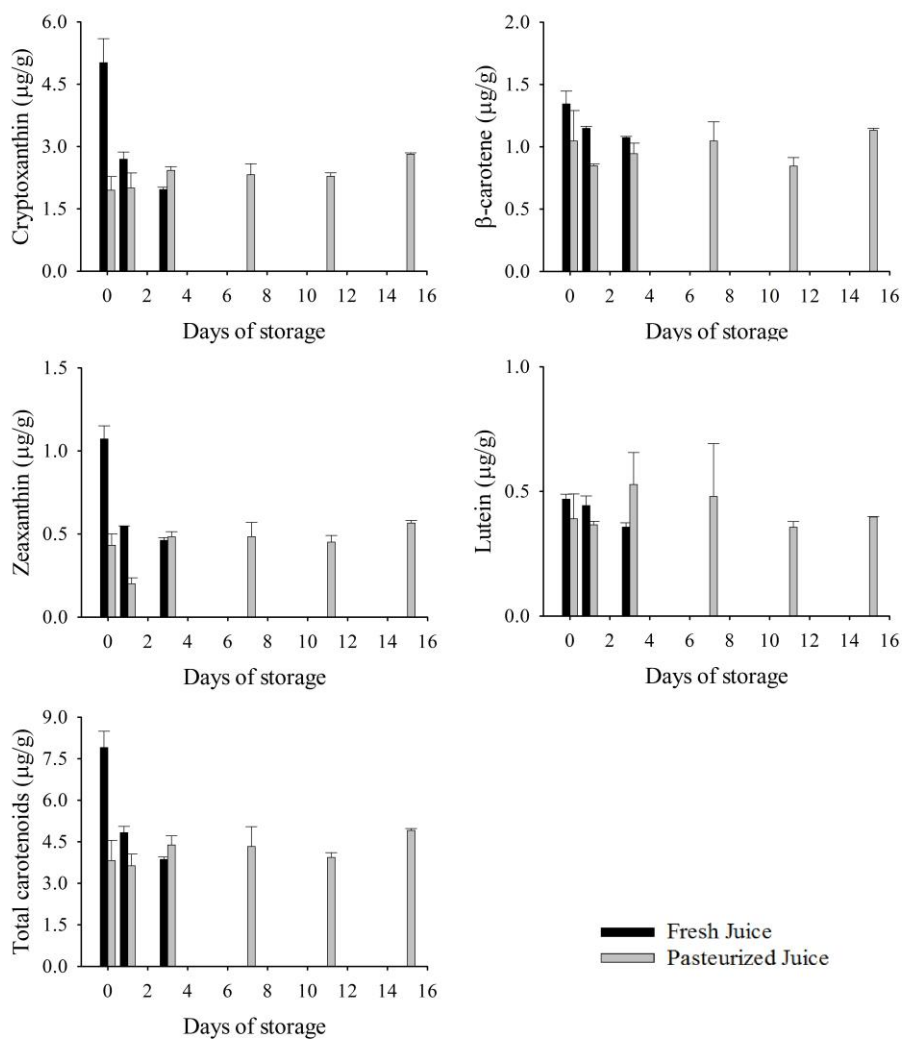 Cryptoxanthin (µg/g)
6.0
4.5
3.0
1.5
0.0
0 2 4 6 8 10 12 14 16
Days of storage
β-carotene (µg/g)
2.0
1.5
1.0
0.5
0.0
0 2 4 6 8 10 12 14 16
Days of storage
Zeaxanthin (µg/g)
1.5
1.0
0.5
0.0
0 2 4 6 8 10 12 14 16
Days of storage
Lutein (µg/g)
1.0
0.5
0.0
0 2 4 6 8 10 12 14 16
Days of storage
Total carotenoids (µg/g)
9.0
7.5
6.0
4.5
3.0
1.5
0.0
0 2 4 6 8 10 12 14 16
Days of storage
Fresh Juice
Pasteurized Juice